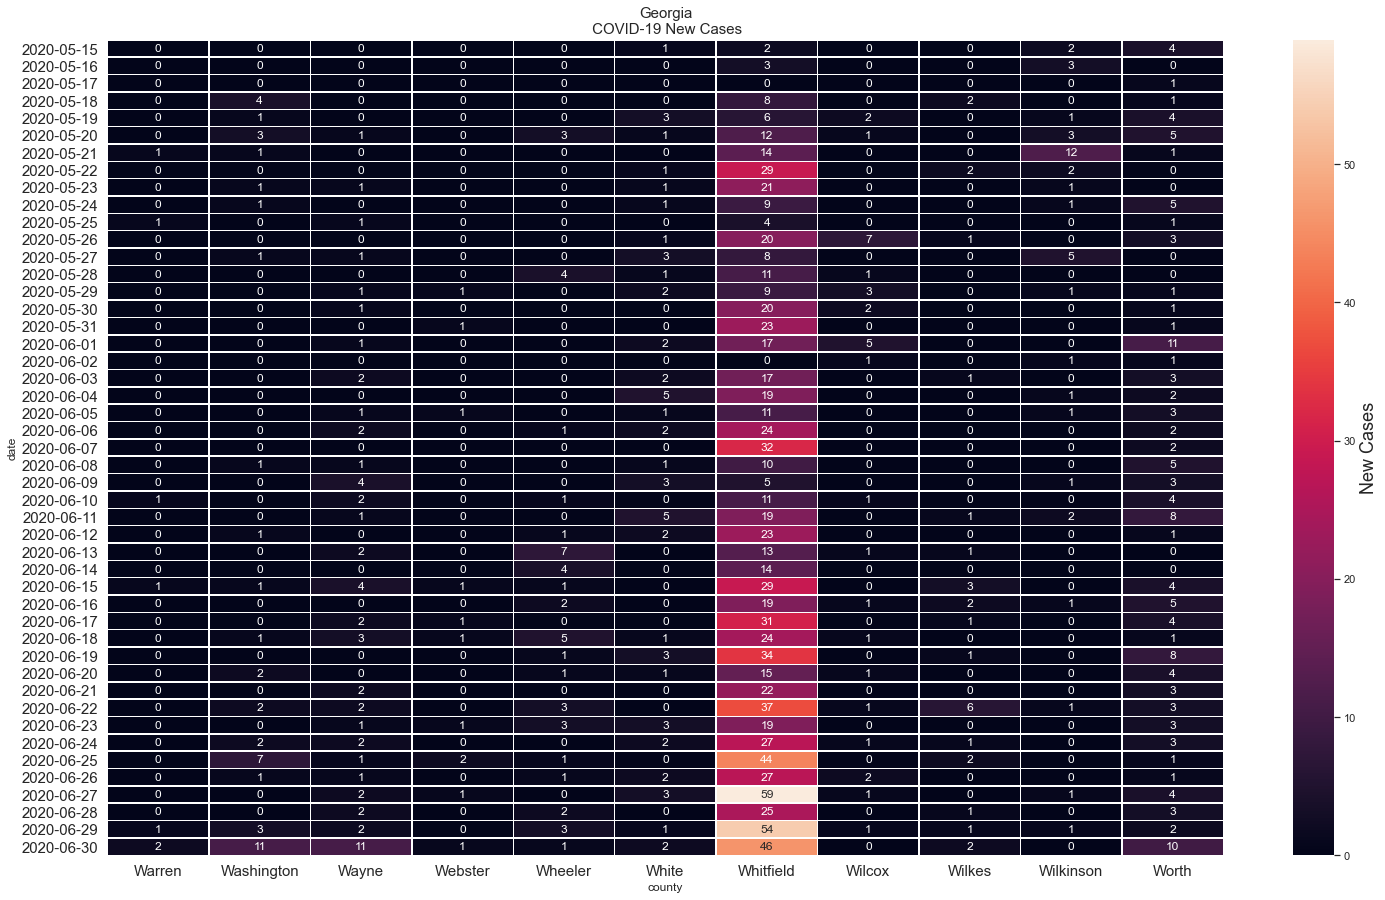 Georgia
COVID-19 New Cases
2020-05-15 0 0 0 0 0 1 2 0 0 2 4
2020-05-16 0 0 0 0 0 0 3 0 0 3 0
2020-05-17 0 0 0 0 0 0 0 0 0 0 1
2020-05-18 0 4 0 0 0 0 8 0 2 0 1
2020-05-19 0 1 0 0 0 3 6 2 0 1 4
2020-05-20 0 3 1 0 3 1 12 1 0 3 5
2020-05-21 1 1 0 0 0 0 14 0 0 12 1
2020-05-22 0 0 0 0 0 1 29 0 2 2 0
2020-05-23 0 1 1 0 0 1 21 0 0 1 0
2020-05-24 0 1 0 0 0 1 9 0 0 1 5
2020-05-25 1 0 1 0 0 0 4 0 0 0 1
2020-05-26 0 0 0 0 0 1 20 7 1 0 3
2020-05-27 0 1 1 0 0 3 8 0 0 5 0
2020-05-28 0 0 0 0 4 1 11 1 0 0 0
2020-05-29 0 0 1 1 0 2 9 3 0 1 1
2020-05-30 0 0 1 0 0 0 20 2 0 0 1
2020-05-31 0 0 0 1 0 0 23 0 0 0 1
2020-06-01 0 0 1 0 0 2 17 5 0 0 11
2020-06-02 0 0 0 0 0 0 0 1 0 1 1
2020-06-03 0 0 2 0 0 2 17 0 1 0 3
2020-06-04 0 0 0 0 0 5 19 0 0 1 2
2020-06-05 0 0 1 1 0 1 11 0 0 1 3
2020-06-06 0 0 2 0 1 2 24 0 0 0 2
2020-06-07 0 0 0 0 0 0 32 0 0 0 2
2020-06-08 0 1 1 0 0 1 10 0 0 0 5
2020-06-09 0 0 4 0 0 3 5 0 0 1 3
2020-06-10 1 0 2 0 1 0 11 1 0 0 4
2020-06-11 0 0 1 0 0 5 19 0 1 2 8
2020-06-12 0 1 0 0 1 2 23 0 0 0 1
2020-06-13 0 0 2 0 7 0 13 1 1 0 0
2020-06-14 0 0 0 0 4 0 14 0 0 0 0
2020-06-15 1 1 4 1 1 0 29 0 3 0 4
2020-06-16 0 0 0 0 2 0 19 1 2 1 5
2020-06-17 0 0 2 1 0 0 31 0 1 0 4
2020-06-18 0 1 3 1 5 1 24 1 0 0 1
2020-06-19 0 0 0 0 1 3 34 0 1 0 8
2020-06-20 0 2 0 0 1 1 15 1 0 0 4
2020-06-21 0 0 2 0 0 0 22 0 0 0 3
2020-06-22 0 2 2 0 3 0 37 1 6 1 3
2020-06-23 0 0 1 1 3 3 19 0 0 0 3
2020-06-24 0 2 2 0 0 2 27 1 1 0 3
2020-06-25 0 7 1 2 1 0 44 0 2 0 1
2020-06-26 0 1 1 0 1 2 27 2 0 0 1
2020-06-27 0 0 2 1 0 3 59 1 0 1 4
2020-06-28 0 0 2 0 2 0 25 0 1 0 3
2020-06-29 1 3 2 0 3 1 54 1 1 1 2
2020-06-30 2 11 11 1 1 2 46 0 2 0 10
Warren Washington Wayne Webster Wheeler White Whitfield Wilcox Wilkes Wilkinson Worth
county
date
50
40
30
20
10
0
New Cases